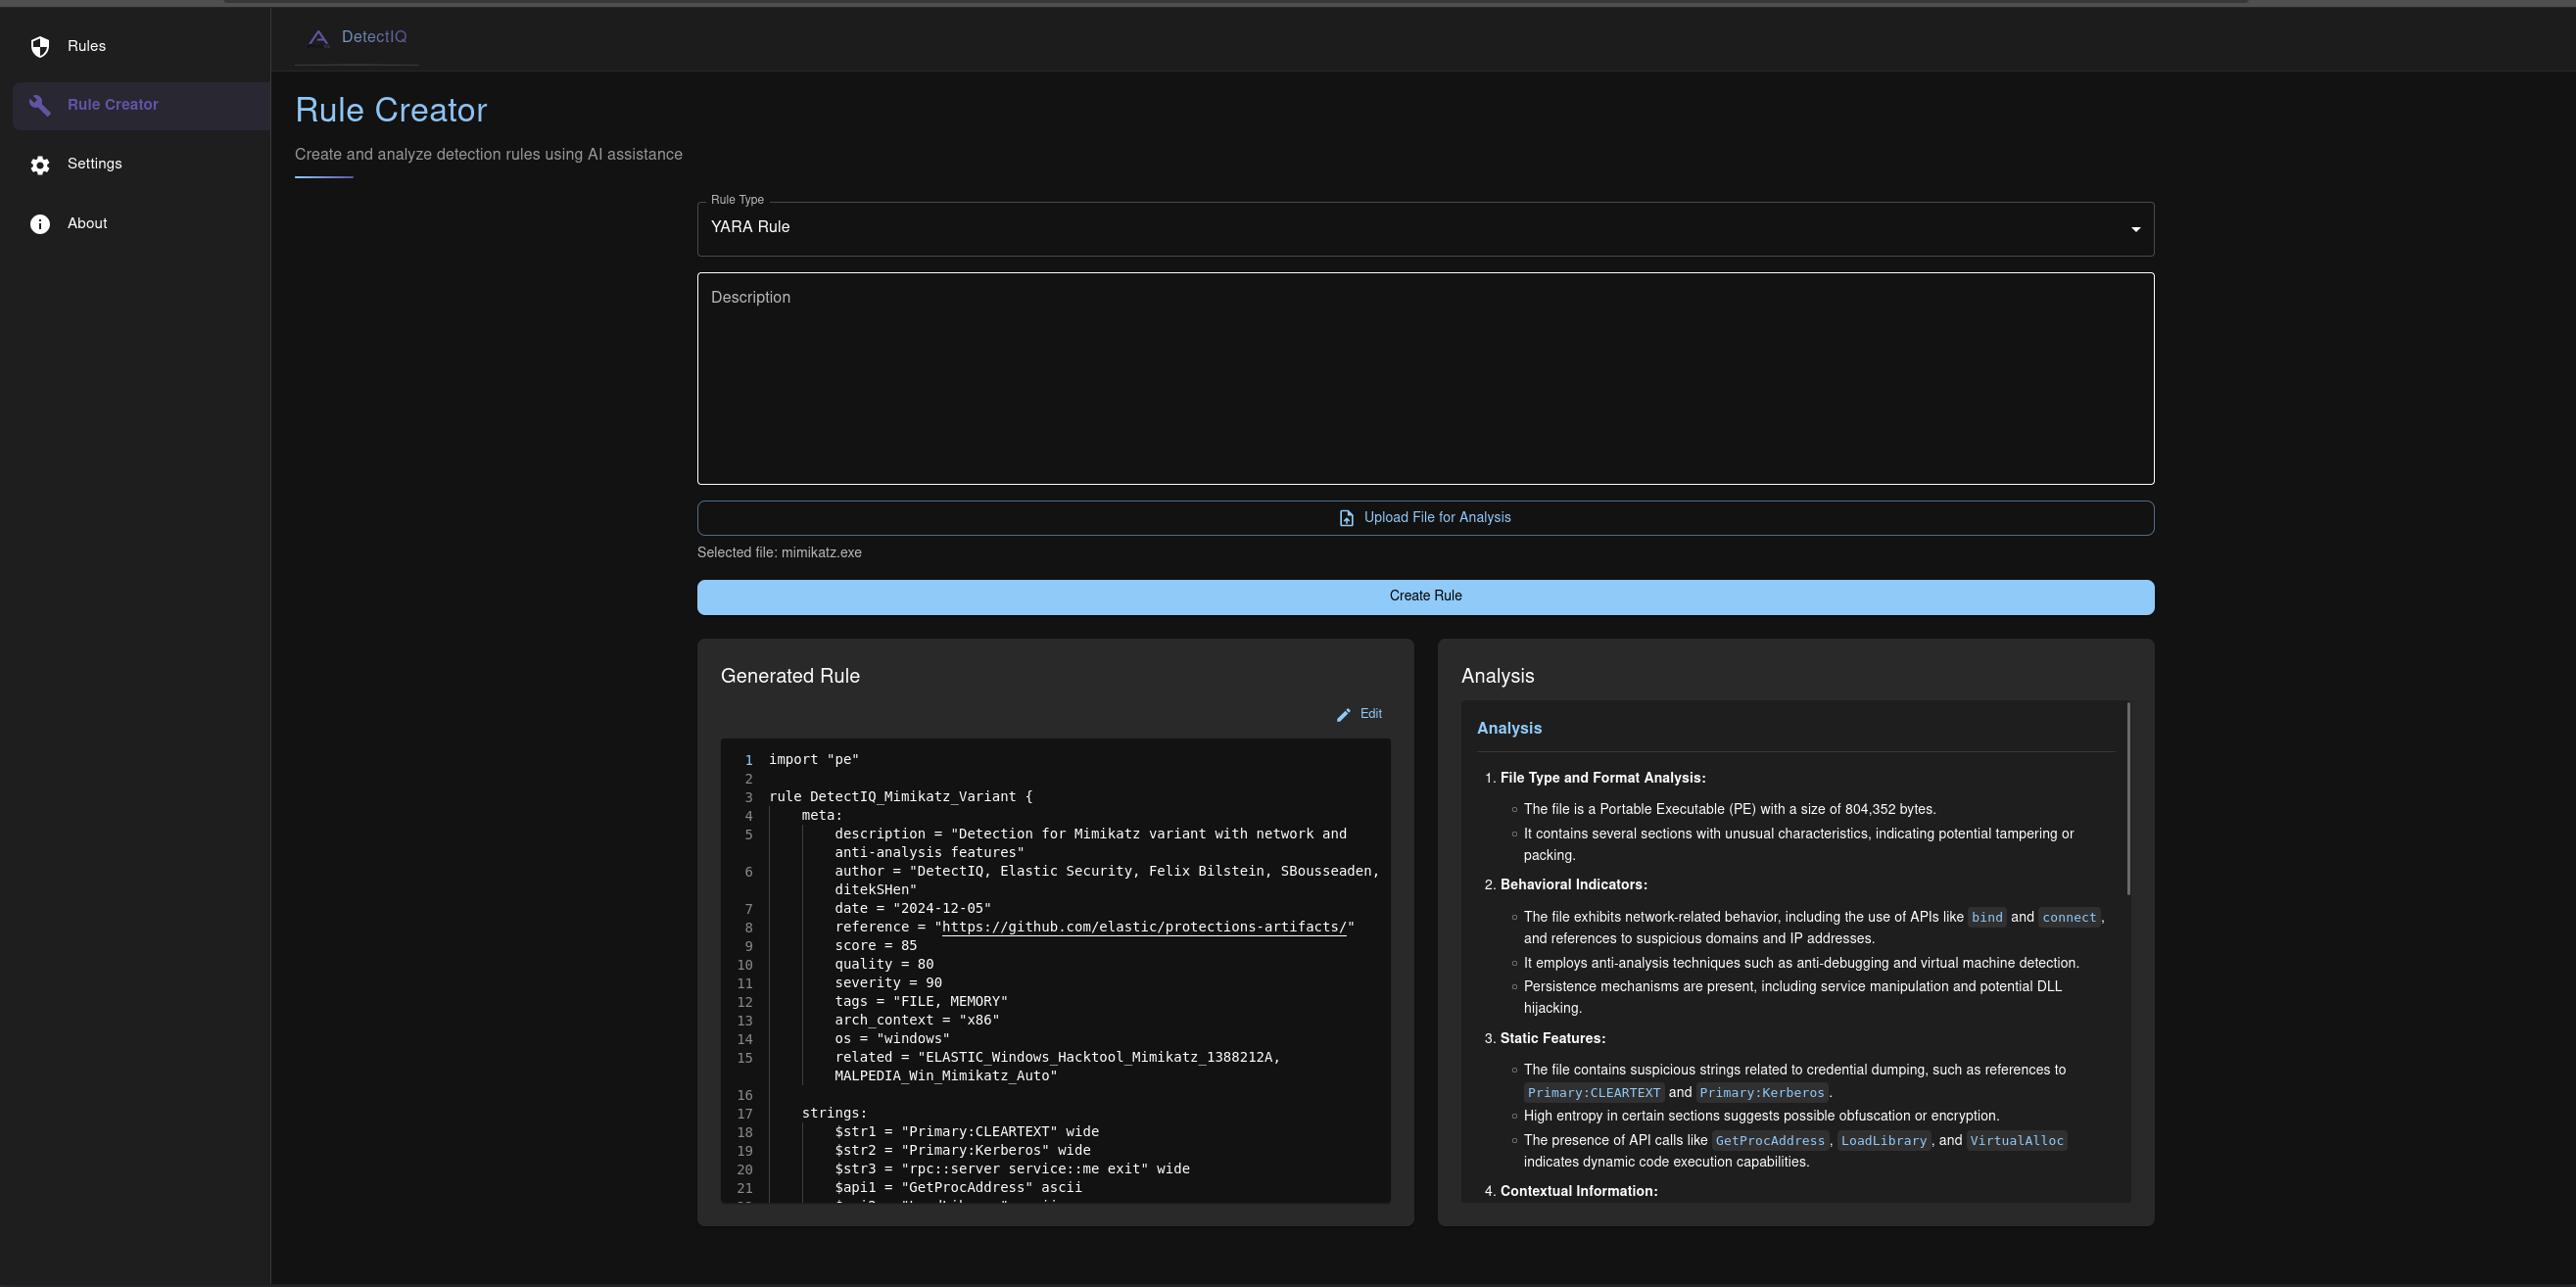 Rules
Rule Creator
Settings
About
DetectIQ
Rule Creator
Create and analyze detection rules using AI assistance
Rule Type
YARA Rule
Description
Upload File for Analysis
Selected file: mimikatz.exe
Create Rule
Generated Rule
Edit
1 import "pe"
2
3 rule DetectIQ_Mimikatz_Variant {
4 meta:
5 description = "Detection for Mimikatz variant with network and
anti-analysis features"
6 author = "DetectIQ, Elastic Security, Felix Bilstein, SBousseaden,
ditekSHen"
7 date = "2024-12-05"
8 reference = "https://github.com/elastic/protections-artifacts/"
9 score = 85
10 quality = 80
11 severity = 90
12 tags = "FILE, MEMORY"
13 arch_context = "x86"
14 os = "windows"
15 related = "ELASTIC_Windows_Hacktool_Mimikatz_1388212A,
MALPEDIA_Win_Mimikatz_Auto"
16
17 strings:
18 $str1 = "Primary:CLEARTEXT" wide
19 $str2 = "Primary:Kerberos" wide
20 $str3 = "rpc::server service::me exit" wide
21 $api1 = "GetProcAddress" ascii
Analysis
Analysis
1. File Type and Format Analysis:
The file is a Portable Executable (PE) with a size of 804,352 bytes.
It contains several sections with unusual characteristics, indicating potential tampering or
packing.
2. Behavioral Indicators:
The file exhibits network-related behavior, including the use of APIs like bind and connect,
and references to suspicious domains and IP addresses.
It employs anti-analysis techniques such as anti-debugging and virtual machine detection.
Persistence mechanisms are present, including service manipulation and potential DLL
hijacking.
3. Static Features:
The file contains suspicious strings related to credential dumping, such as references to
Primary:CLEARTEXT and Primary:Kerberos.
High entropy in certain sections suggests possible obfuscation or encryption.
The presence of API calls like GetProcAddress, LoadLibrary, and VirtualAlloc
indicates dynamic code execution capabilities.
4. Contextual Information: